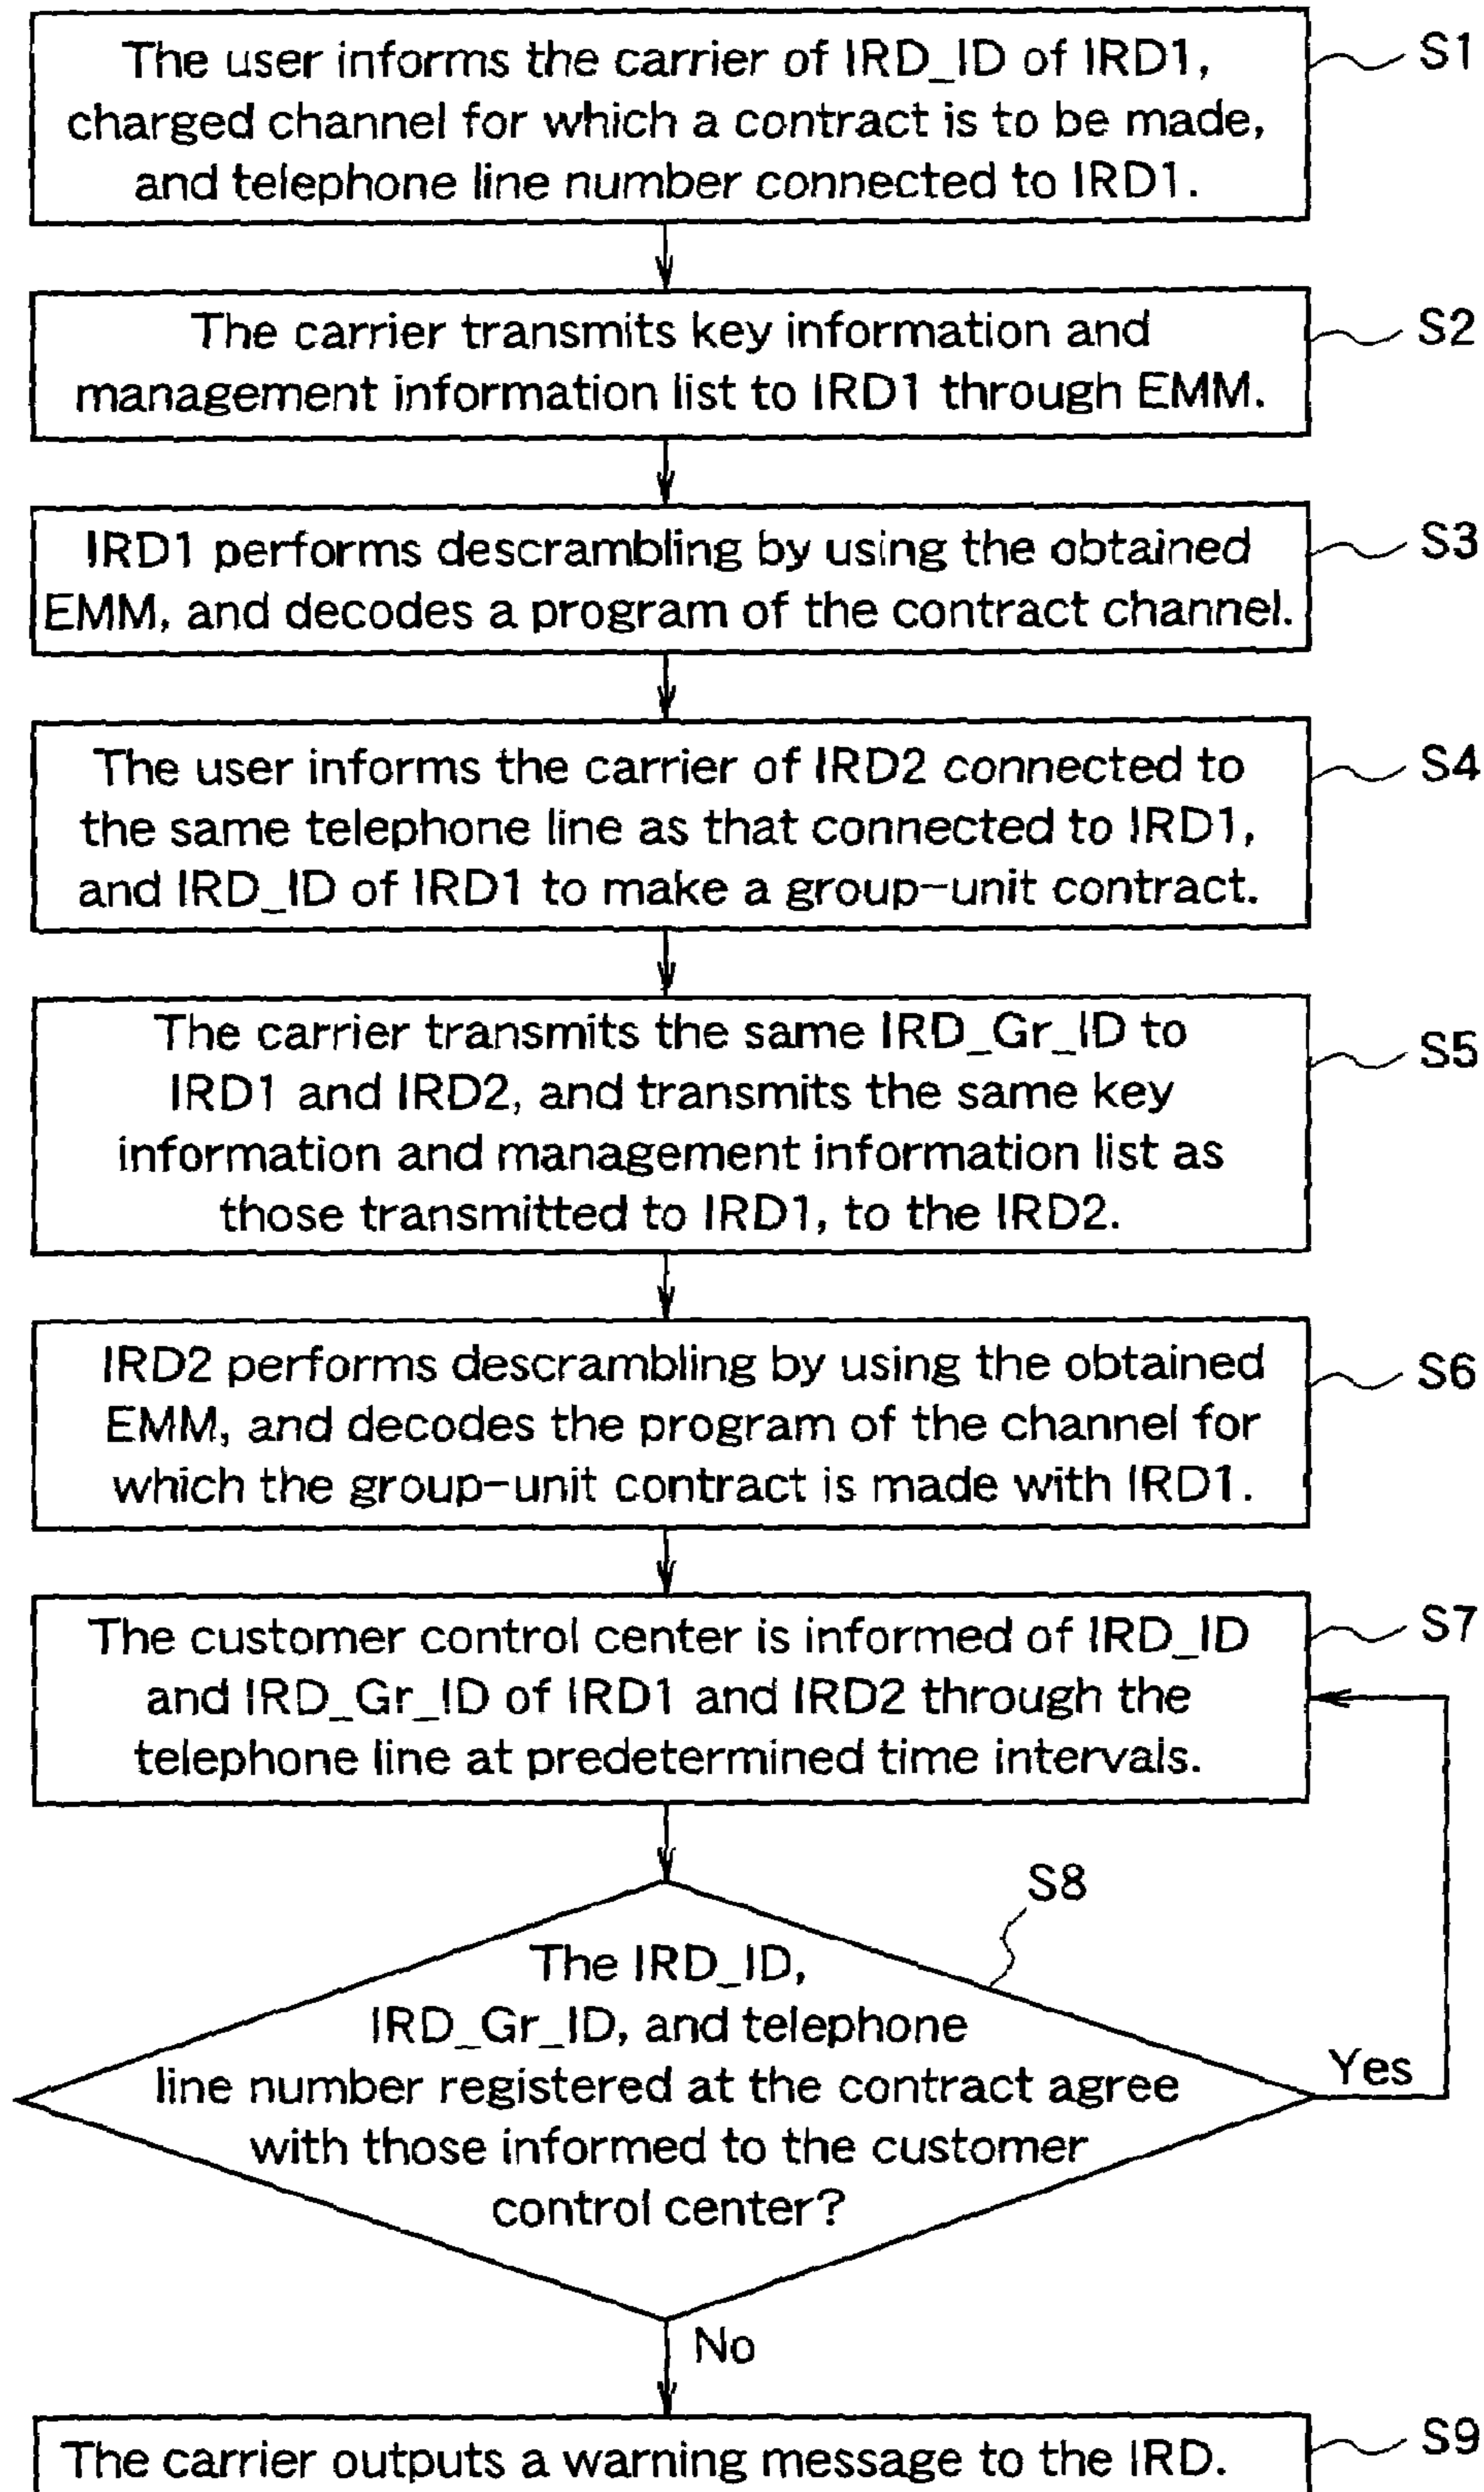 The user informs the carrier of IRD_ID of IRD1,
charged channel for which a contract is to be made,
and telephone line number connected to IRD1.
S1
The carrier transmits key information and
management information list to IRD1 through EMM.
S2
IRD1 performs descrambling by using the obtained
EMM, and decodes a program of the contract channel.
S3
The user informs the carrier of IRD2 connected to
the same telephone line as that connected to IRD1,
and IRD_ID of IRD1 to make a group-unit contract.
S4
The carrier transmits the same IRD_Gr_ID to
IRD1 and IRD2, and transmits the same key
information and management information list as
those transmitted to IRD1, to the IRD2.
S5
IRD2 performs descrambling by using the obtained
EMM, and decodes the program of the channel for
which the group-unit contract is made with IRD1.
S6
The customer control center is informed of IRD_ID
and IRD_Gr_ID of IRD1 and IRD2 through the
telephone line at predetermined time intervals.
S7
S8
The IRD_ID,
IRD_Gr_ID, and telephone
line number registered at the contract agree
with those informed to the customer
control center?
Yes
No
The carrier outputs a warning message to the IRD.
S9